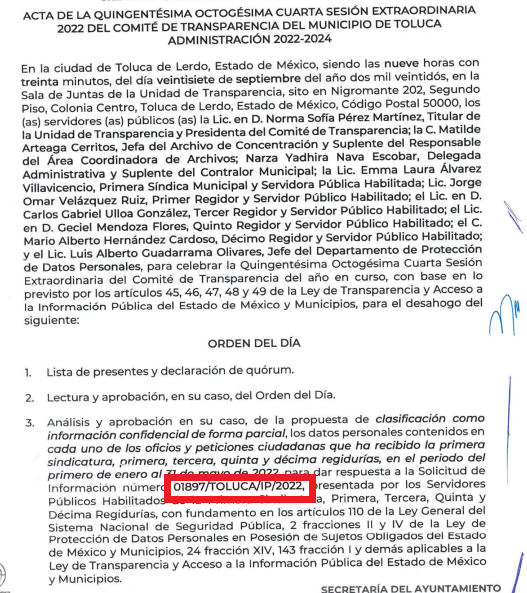 ACTA DE LA QUINGENTÉSIMA OCTOGÉSIMA CUARTA SESIÓN EXTRAORDINARIA
2022 DEL COMITÉ DE TRANSPARENCIA DEL MUNICIPIO DE TOLUCA
ADMINISTRACIÓN 2022-2024
En la ciudad de Toluca de Lerdo, Estado de México, siendo las nueve horas con
treinta minutos, del día veintisiete de septiembre del año dos mil veintidós, en la
Sala de Juntas de la Unidad de Transparencia, sito en Nigromante 202, Segundo
Piso, Colonia Centro, Toluca de Lerdo, Estado de México, Código Postal 50000, los
(as) servidores (as) públicos (as) la Lic. en D. Norma Sofía Pérez Martínez, Titular de
la Unidad de Transparencia y Presidenta del Comité de Transparencia; la C. Matilde
Arteaga Cerritos, Jefa del Archivo de Concentración y Suplente del Responsable
del Área Coordinadora de Archivos; Narza Yadhira Nava Escobar, Delegada
Administrativa y Suplente del Contralor Municipal; la Lic. Emma Laura Álvarez
Villavicencio, Primera Síndica Municipal y Servidora Pública Habilitada; Lic. Jorge
Omar Velázquez Ruiz, Primer Regidor y Servidor Público Habilitado; el Lic. en D.
Carlos Gabriel Ulloa González, Tercer Regidor y Servidor Público Habilitado; el Lic.
en D. Geciel Mendoza Flores, Quinto Regidor y Servidor Público Habilitado; el C.
Mario Alberto Hernández Cardoso, Décimo Regidor y Servidor Público Habilitado;
y el Lic. Luis Alberto Guadarrama Olivares, Jefe del Departamento de Protección
de Datos Personales, para celebrar la Quingentésima Octogésima Cuarta Sesión
Extraordinaria del Comité de Transparencia del año en curso, con base en lo
previsto por los artículos 45, 46, 47, 48 y 49 de la Ley de Transparencia y Acceso a
la Información Pública del Estado de México y Municipios, para el desahogo del
siguiente:
ORDEN DEL DÍA
1. Lista de presentes y declaración de quórum.
2. Lectura y aprobación, en su caso, del Orden del Día.
3. Análisis y aprobación en su caso, de la propuesta de clasificación como
información confidencial de forma parcial, los datos personales contenidos en
cada uno de los oficios y peticiones ciudadanas que ha recibido la primera
sindicatura, primera, tercera, quinta y décima regidurías, en el periodo del
primero de enero al 31 de mayo de 2022, para dar respuesta a la Solicitud de
Información número 01897/TOLUCA/IP/2022, presentada por los Servidores
Públicos Habilitados Primera, Tercera, Quinta y
Décima Regidurías, con fundamento en los artículos 110 de la Ley General del
Sistema Nacional de Seguridad Pública, 2 fracciones II y IV de la Ley de
Protección de Datos Personales en Posesión de Sujetos Obligados del Estado
de México y Municipios, 24 fracción XIV, 143 fracción I y demás aplicables a la
Ley de Transparencia y Acceso a la Información Pública del Estado de México
y Municipios.
SECRETARÍA DEL AYUNTAMIENTO